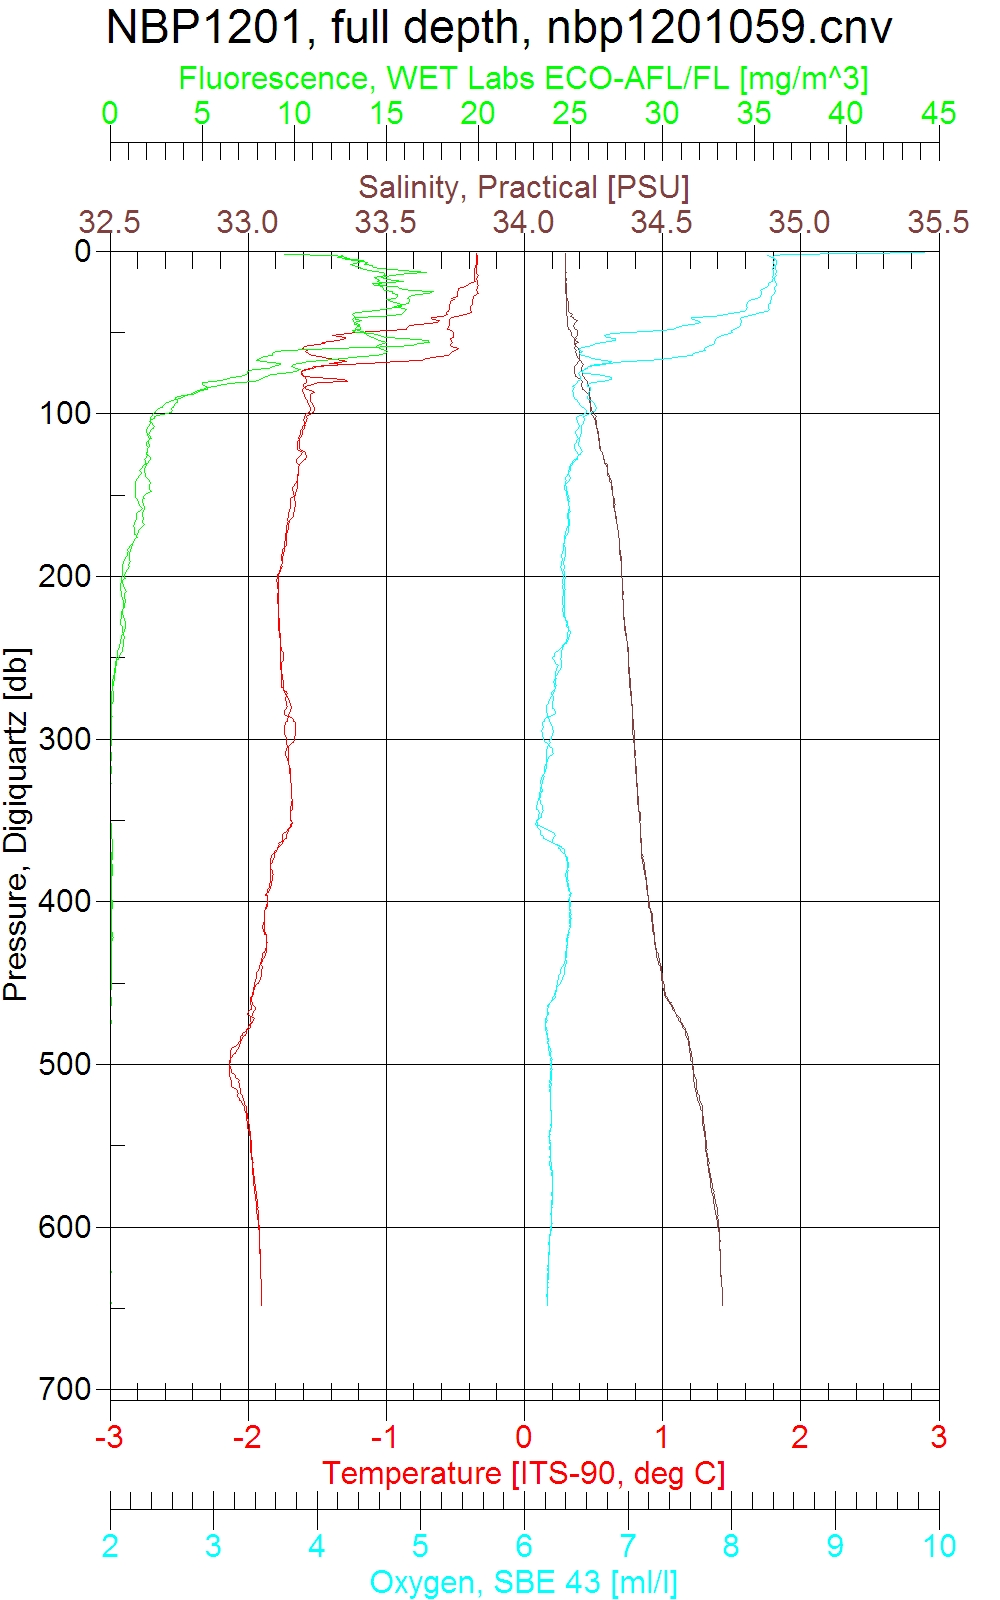 NBP1201, full depth, nbp1201059.cnv
Fluorescence, WET Labs ECO-AFL/FL [mg/m^3]
0 5 10 15 20 25 30 35 40 45
Salinity, Practical [PSU]
32.5 33.0 33.5 34.0 34.5 35.0 35.5
0
100
200
300
400
500
600
700
Pressure, Digiquartz [db]
-3 -2 -1 0 1 2 3
Temperature [ITS-90, deg C]
2 3 4 5 6 7 8 9 10
Oxygen, SBE 43 [ml/l]